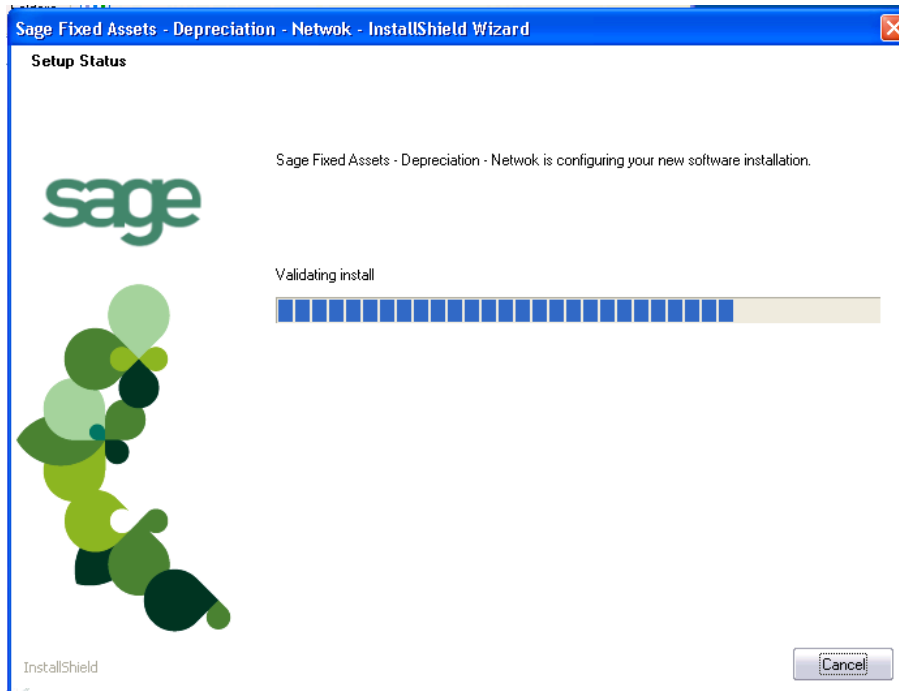 Sage Fixed Assets - Depreciation - Netwok - InstallShield Wizard
Setup Status
Sage Fixed Assets - Depreciation - Netwok is configuring your new software installation.
sage
Validating install
InstallShield
Cancel